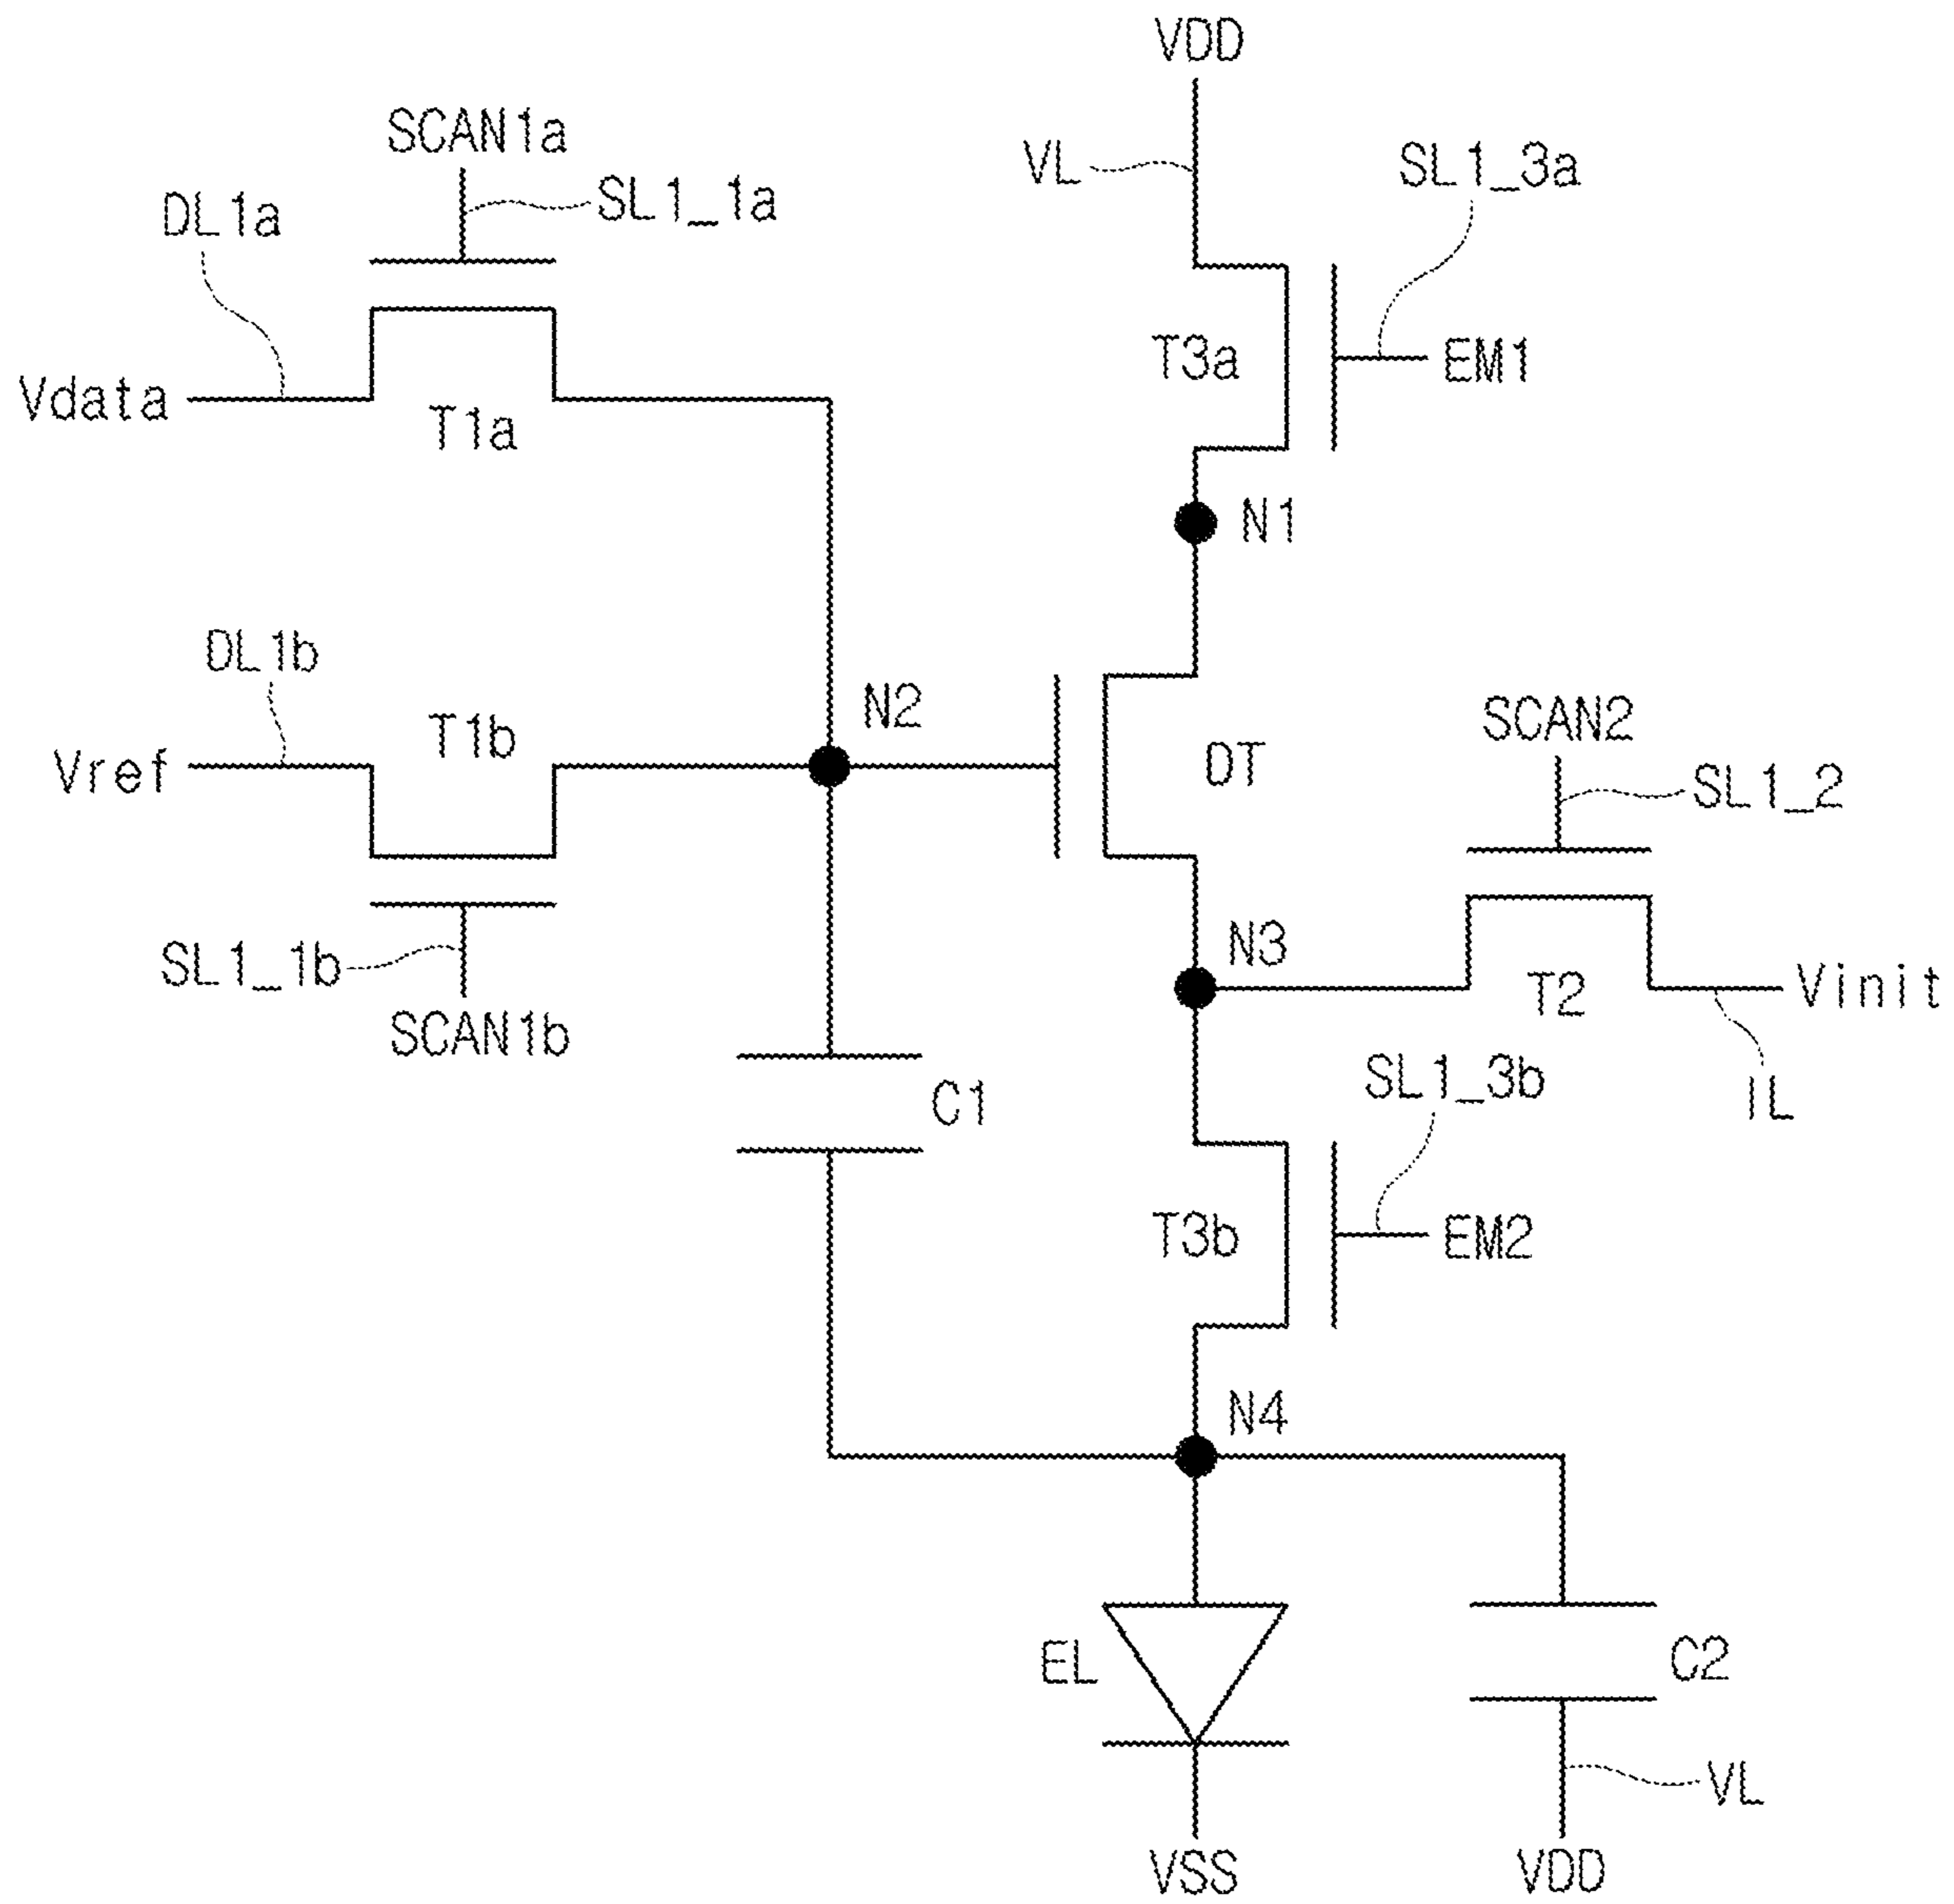 VDD
SCAN1a
VL
SL1_3a
SL1_1a
DL1a
T3a
EM1
Vdata
T1a
N1
DL1b
N2
SCAN2
T1b
Vref
DT
SL1_2
N3
SL1_1b
T2
Vinit
SCAN1b
SL1_3b
C1
IL
T3b
EM2
N4
EL
C2
VL
VSS
VDD